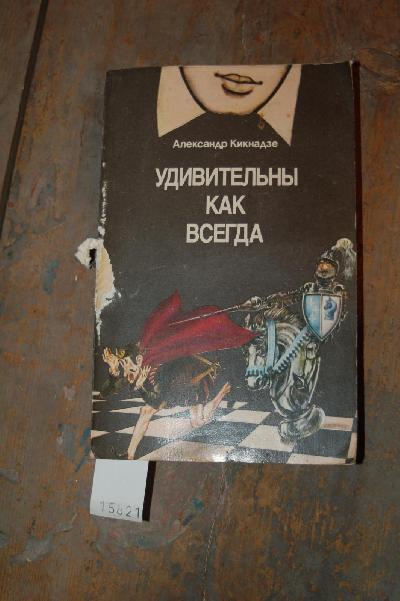 Александр Кикнадзе
УДИВИТЕЛЬНЫ
КАК
ВСЕГДА
15821